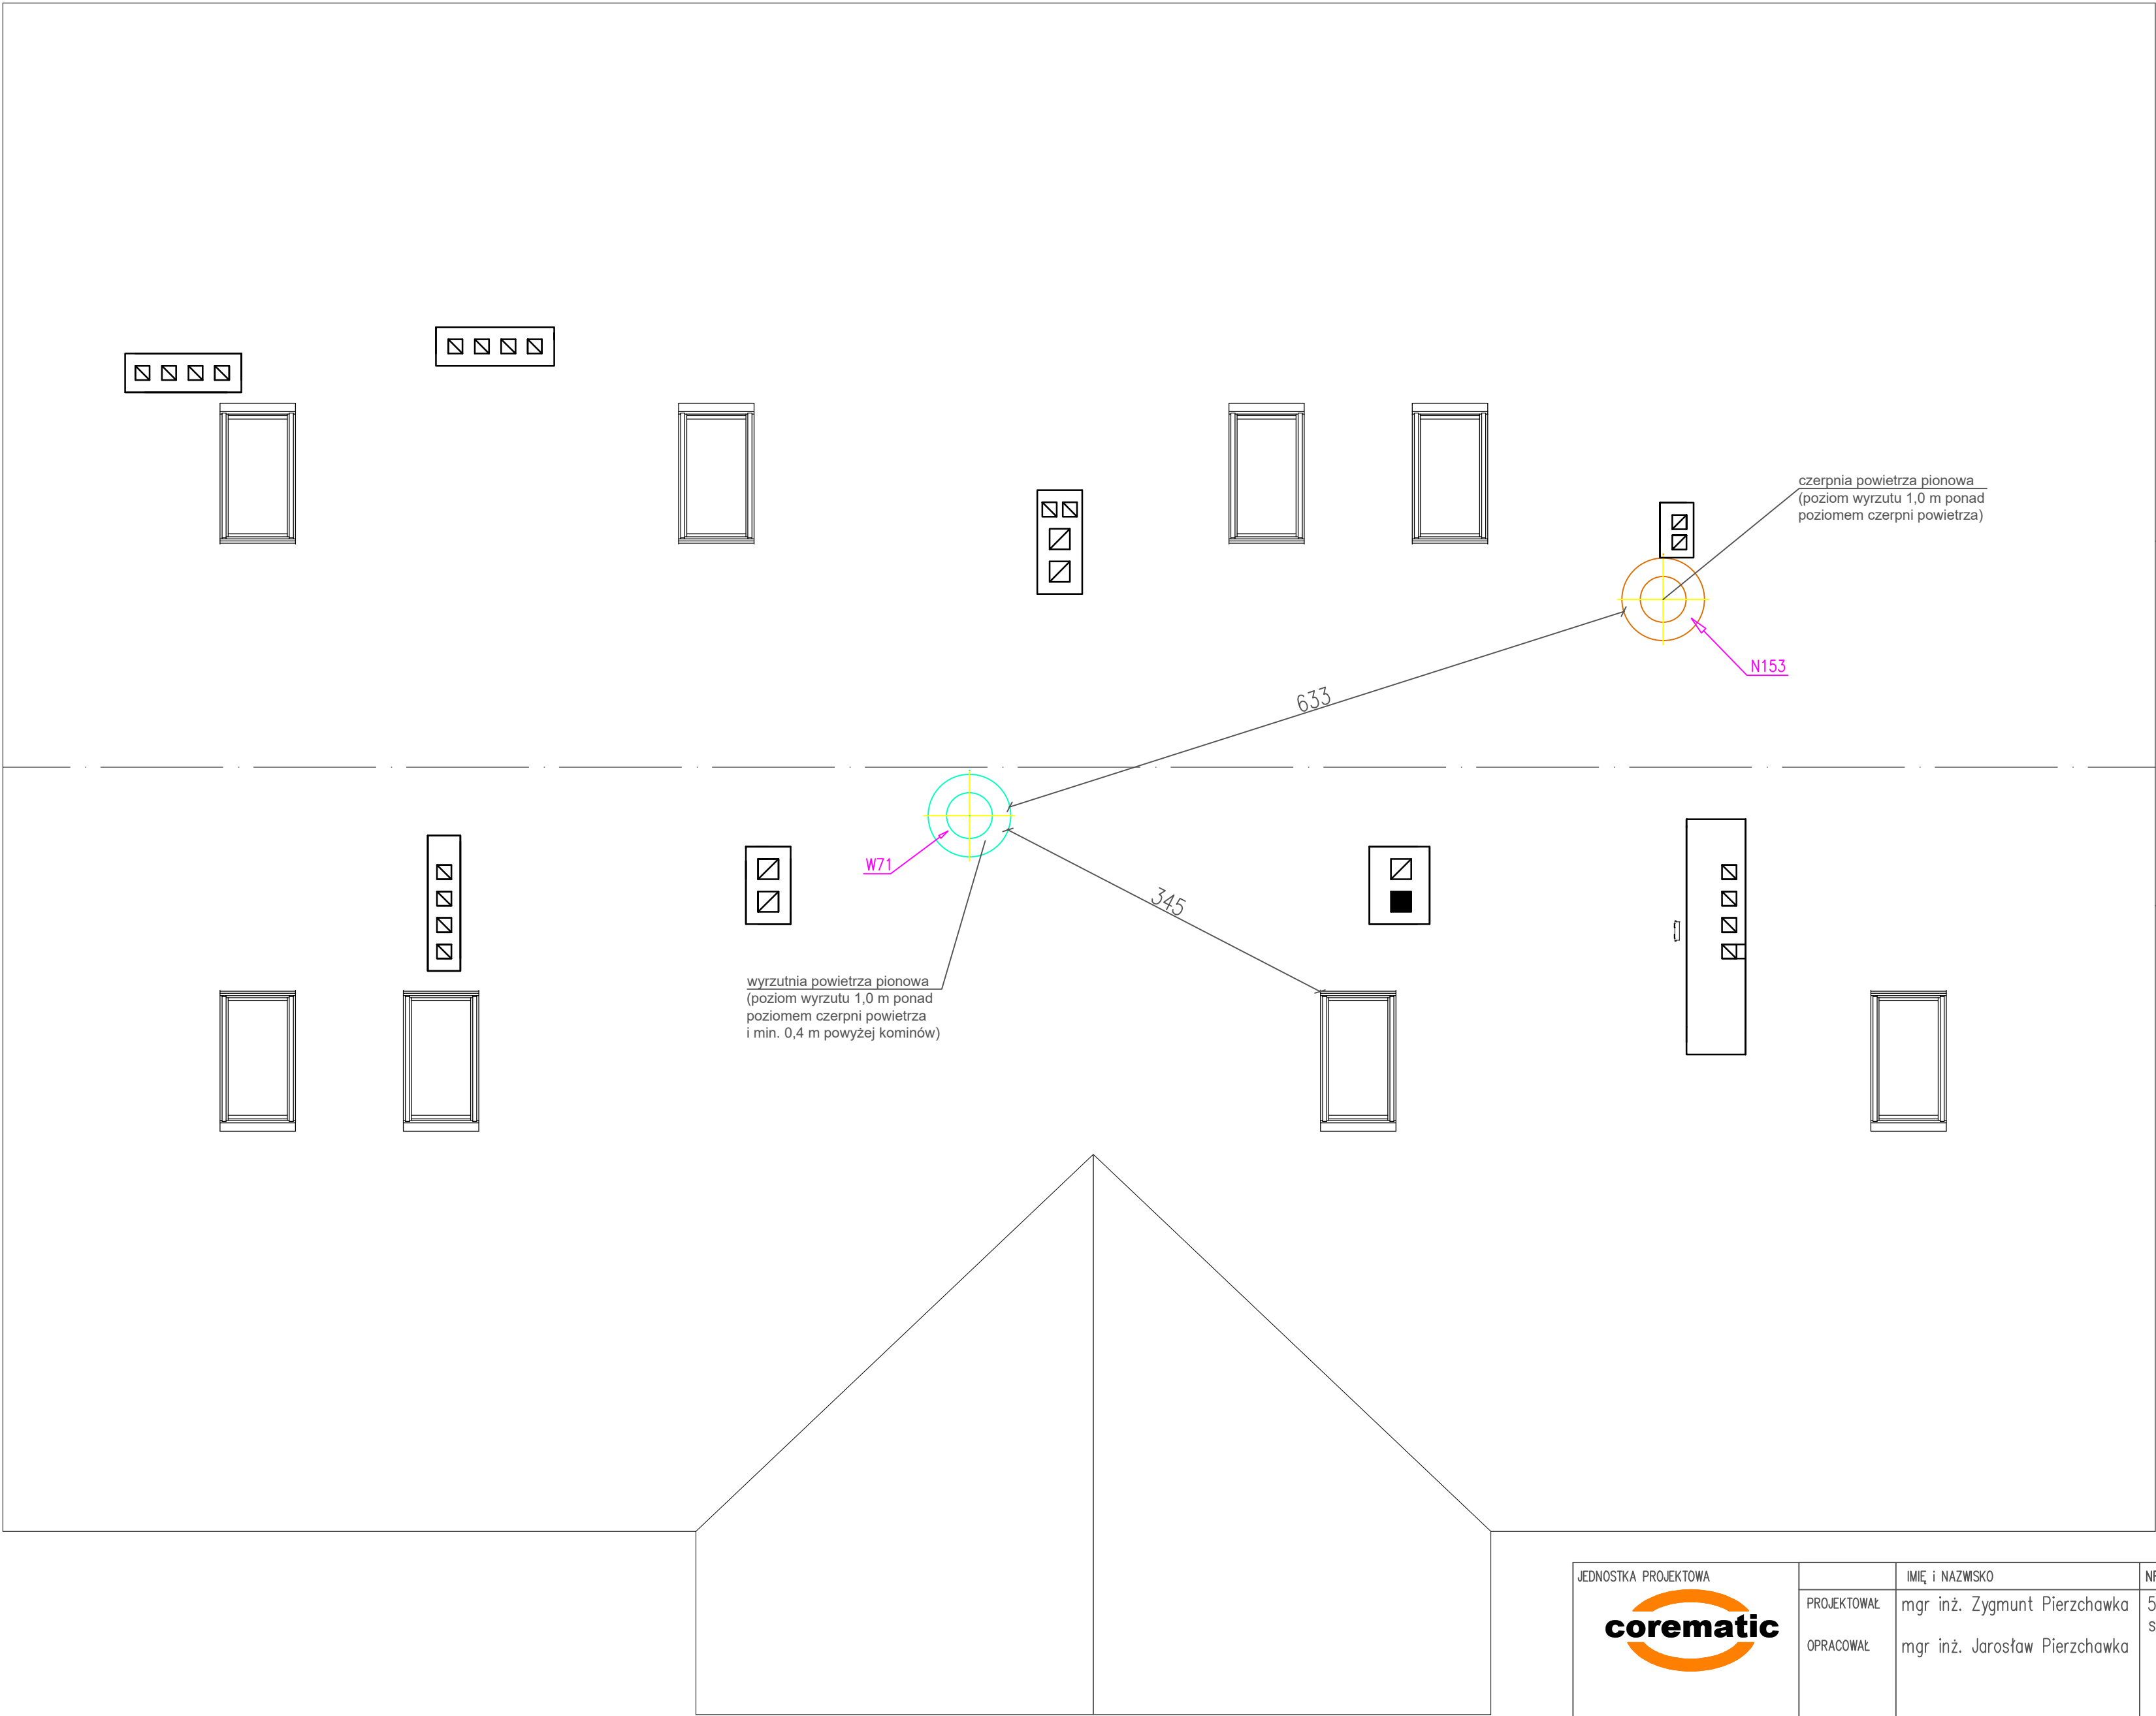 czerpnia powietrza pionowa
(poziom wyrzutu 1,0 m ponad
poziomem czerpni powietrza)
N153
633
W71
345
wyrzutnia powietrza pionowa
(poziom wyrzutu 1,0 m ponad
poziomem czerpni powietrza
i min. 0,4 m powyżej kominów)
JEDNOSTKA PROJEKTOWA
corematic
IMIĘ i NAZWISKO
PROJEKTOWAŁ
mgr inż. Zygmunt Pierzchawka
OPRACOWAŁ
mgr inż. Jarosław Pierzchawka